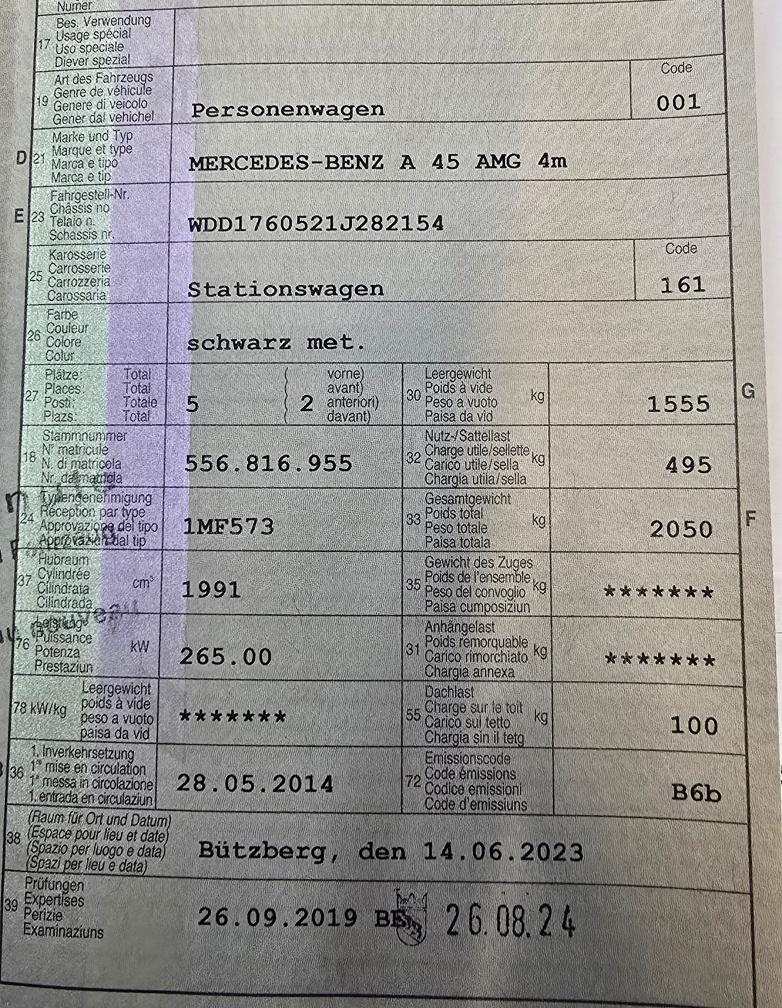 Numer
17 Bes. Verwendung
Usage spécial
Uso speciale
Diever spezial
19 Art des Fahrzeugs
Genre de véhicule
Genere di veicolo
Gener dal vehichel
Personenwagen
Code
001
D 21 Marke und Typ
Marque et type
Marca e tipo
Marca e tip
MERCEDES-BENZ A 45 AMG 4m
E 23 Fahrgestell-Nr.
Châssis no
Telaio n.
Schassis nr.
WDD1760521J282154
25 Karosserie
Carrosserie
Carrozzeria
Carossaria
Stationswagen
Code
161
26 Farbe
Couleur
Colore
Colur
schwarz met.
27 Plätze: Total
Places: Total
Posti: Totale
Plazs: Total
5
( 2 vorne)
avant)
anteriori)
davant)
30 Leergewicht
Poids à vide
Peso a vuoto
Paisa da vid
kg
1555
G
18 Stammnummer
N° matricule
N. di matricola
Nr. da matricla
556.816.955
32 Nutz-/Sattellast
Charge utile/sellette
Carico utile/sella
Chargia utila/sella
kg
495
24 Typengenehmigung
Réception par type
Approvazione del tipo
Approvaziun dal tip
1MF573
33 Gesamtgewicht
Poids total
Peso totale
Paisa totala
kg
2050
F
37 Hubraum
Cylindrée
Cilindrata
Cilindrada
cm³
1991
35 Gewicht des Zuges
Poids de l'ensemble
Peso del convoglio
Paisa cumposiziun
kg
*******
76 Leistung
Puissance
Potenza
Prestaziun
kW
265.00
31 Anhängelast
Poids remorquable
Carico rimorchiato
Chargia annexa
kg
*******
78 kW/kg Leergewicht
poids à vide
peso a vuoto
paisa da vid
*******
55 Dachlast
Charge sur le toit
Carico sul tetto
Chargia sin il tetg
kg
100
36 1. Inverkehrsetzung
1re mise en circulation
1a messa in circolazione
1. entrada en circulaziun
28.05.2014
72 Emissionscode
Code émissions
Codice emissioni
Code d'emissiuns
B6b
38 (Raum für Ort und Datum)
(Espace pour lieu et date)
(Spazio per luogo e data)
(Spazi per lieu e data)
Bützberg, den 14.06.2023
39 Prüfungen
Expertises
Perizie
Examinaziuns
26.09.2019 BE
26.08.24